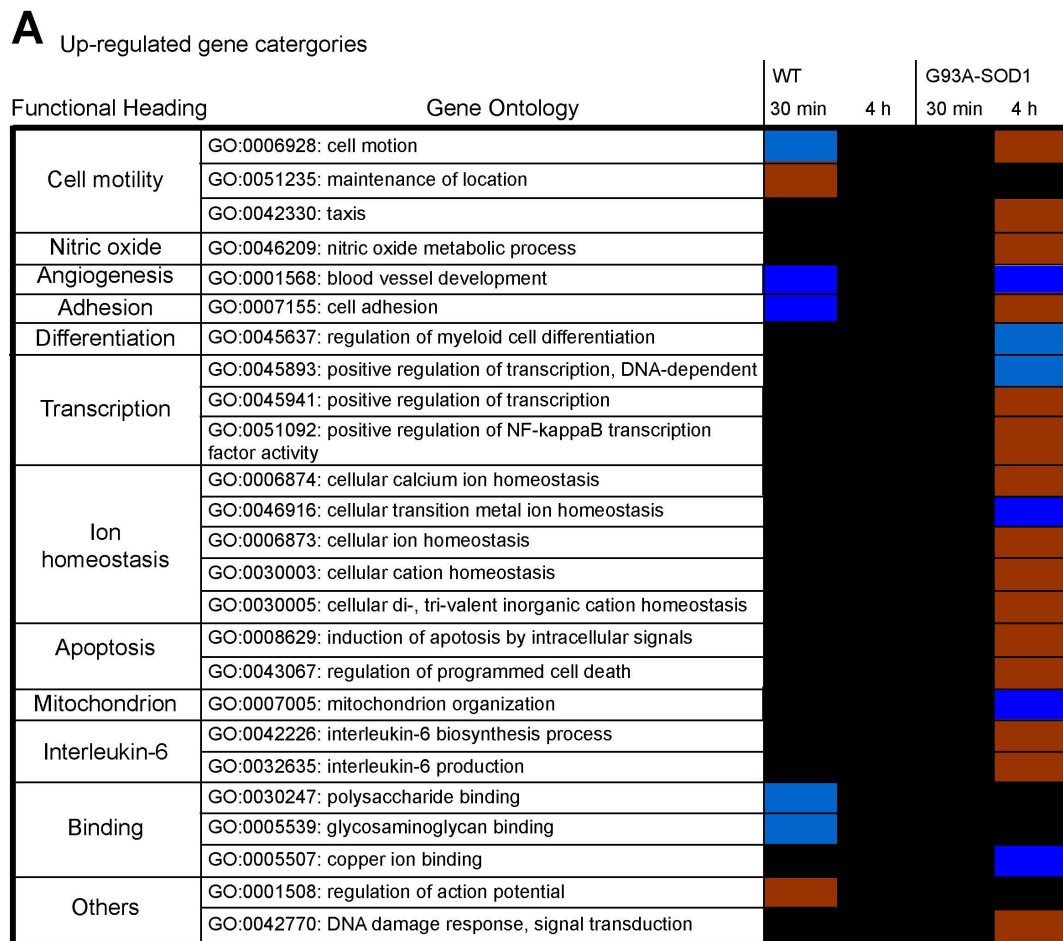 A Up-regulated gene catergories
WT G93A-SOD1
Functional Heading Gene Ontology 30 min 4 h 30 min 4 h
Cell motility
GO:0006928: cell motion
GO:0051235: maintenance of location
GO:0042330: taxis
Nitric oxide GO:0046209: nitric oxide metabolic process
Angiogenesis GO:0001568: blood vessel development
Adhesion GO:0007155: cell adhesion
Differentiation GO:0045637: regulation of myeloid cell differentiation
Transcription
GO:0045893: positive regulation of transcription, DNA-dependent
GO:0045941: positive regulation of transcription
GO:0051092: positive regulation of NF-kappaB transcription
factor activity
Ion
homeostasis
GO:0006874: cellular calcium ion homeostasis
GO:0046916: cellular transition metal ion homeostasis
GO:0006873: cellular ion homeostasis
GO:0030003: cellular cation homeostasis
GO:0030005: cellular di-, tri-valent inorganic cation homeostasis
Apoptosis
GO:0008629: induction of apotosis by intracellular signals
GO:0043067: regulation of programmed cell death
Mitochondrion GO:0007005: mitochondrion organization
Interleukin-6
GO:0042226: interleukin-6 biosynthesis process
GO:0032635: interleukin-6 production
Binding
GO:0030247: polysaccharide binding
GO:0005539: glycosaminoglycan binding
GO:0005507: copper ion binding
Others
GO:0001508: regulation of action potential
GO:0042770: DNA damage response, signal transduction